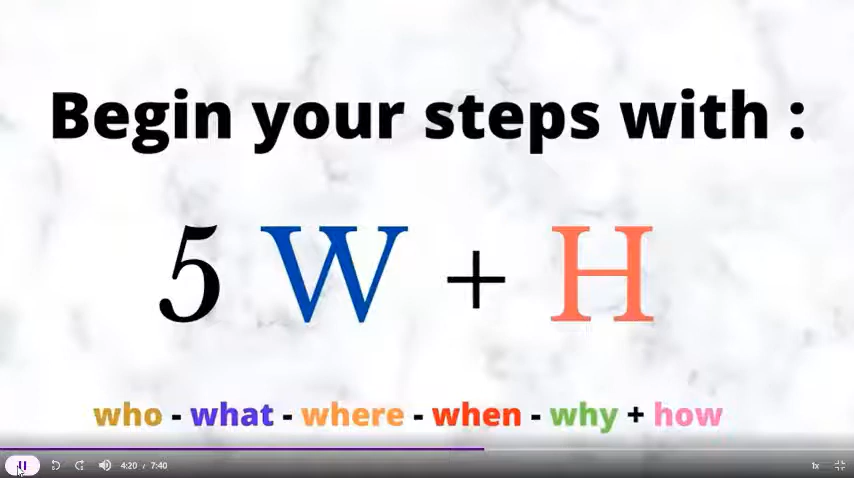 Begin your steps with :
5 W + H
who - what - where - when - why + how
4:20 / 7:40
1x